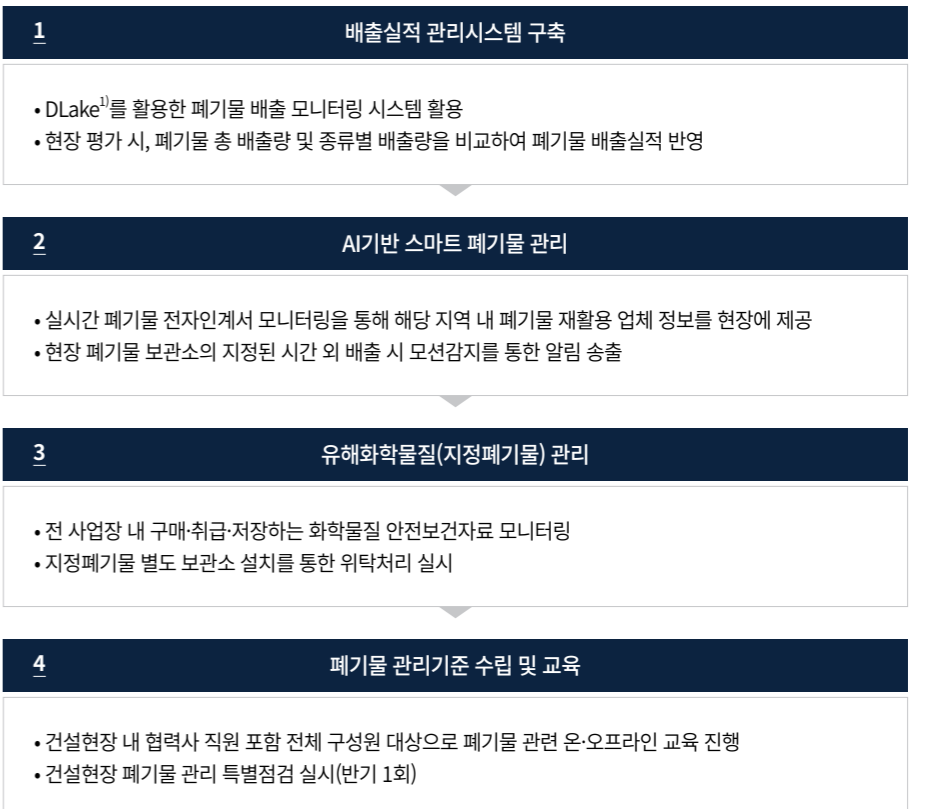 1 배출실적 관리시스템 구축
• DLake1)를 활용한 폐기물 배출 모니터링 시스템 활용
• 현장 평가 시, 폐기물 총 배출량 및 종류별 배출량을 비교하여 폐기물 배출실적 반영
2 AI기반 스마트 폐기물 관리
• 실시간 폐기물 전자인계서 모니터링을 통해 해당 지역 내 폐기물 재활용 업체 정보를 현장에 제공
• 현장 폐기물 보관소의 지정된 시간 외 배출 시 모션감지를 통한 알림 송출
3 유해화학물질(지정폐기물) 관리
• 전 사업장 내 구매·취급·저장하는 화학물질 안전보건자료 모니터링
• 지정폐기물 별도 보관소 설치를 통한 위탁처리 실시
4 폐기물 관리기준 수립 및 교육
• 건설현장 내 협력사 직원 포함 전체 구성원 대상으로 폐기물 관련 온·오프라인 교육 진행
• 건설현장 폐기물 관리 특별점검 실시(반기 1회)